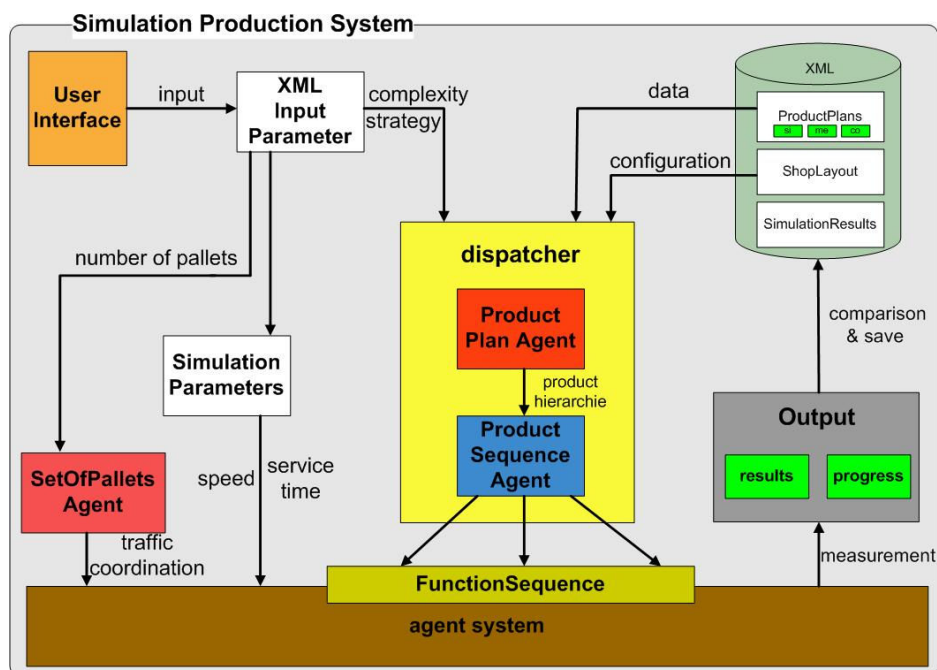 Simulation Production System
User
Interface
input
XML
Input
Parameter
complexity
strategy
data
configuration
XML
ProductPlans
si
me
co
ShopLayout
SimulationResults
number of pallets
dispatcher
Product
Plan Agent
product
hierarchie
Product
Sequence
Agent
Simulation
Parameters
speed
service
time
SetOfPallets
Agent
traffic
coordination
comparison
& save
Output
results
progress
measurement
FunctionSequence
agent system